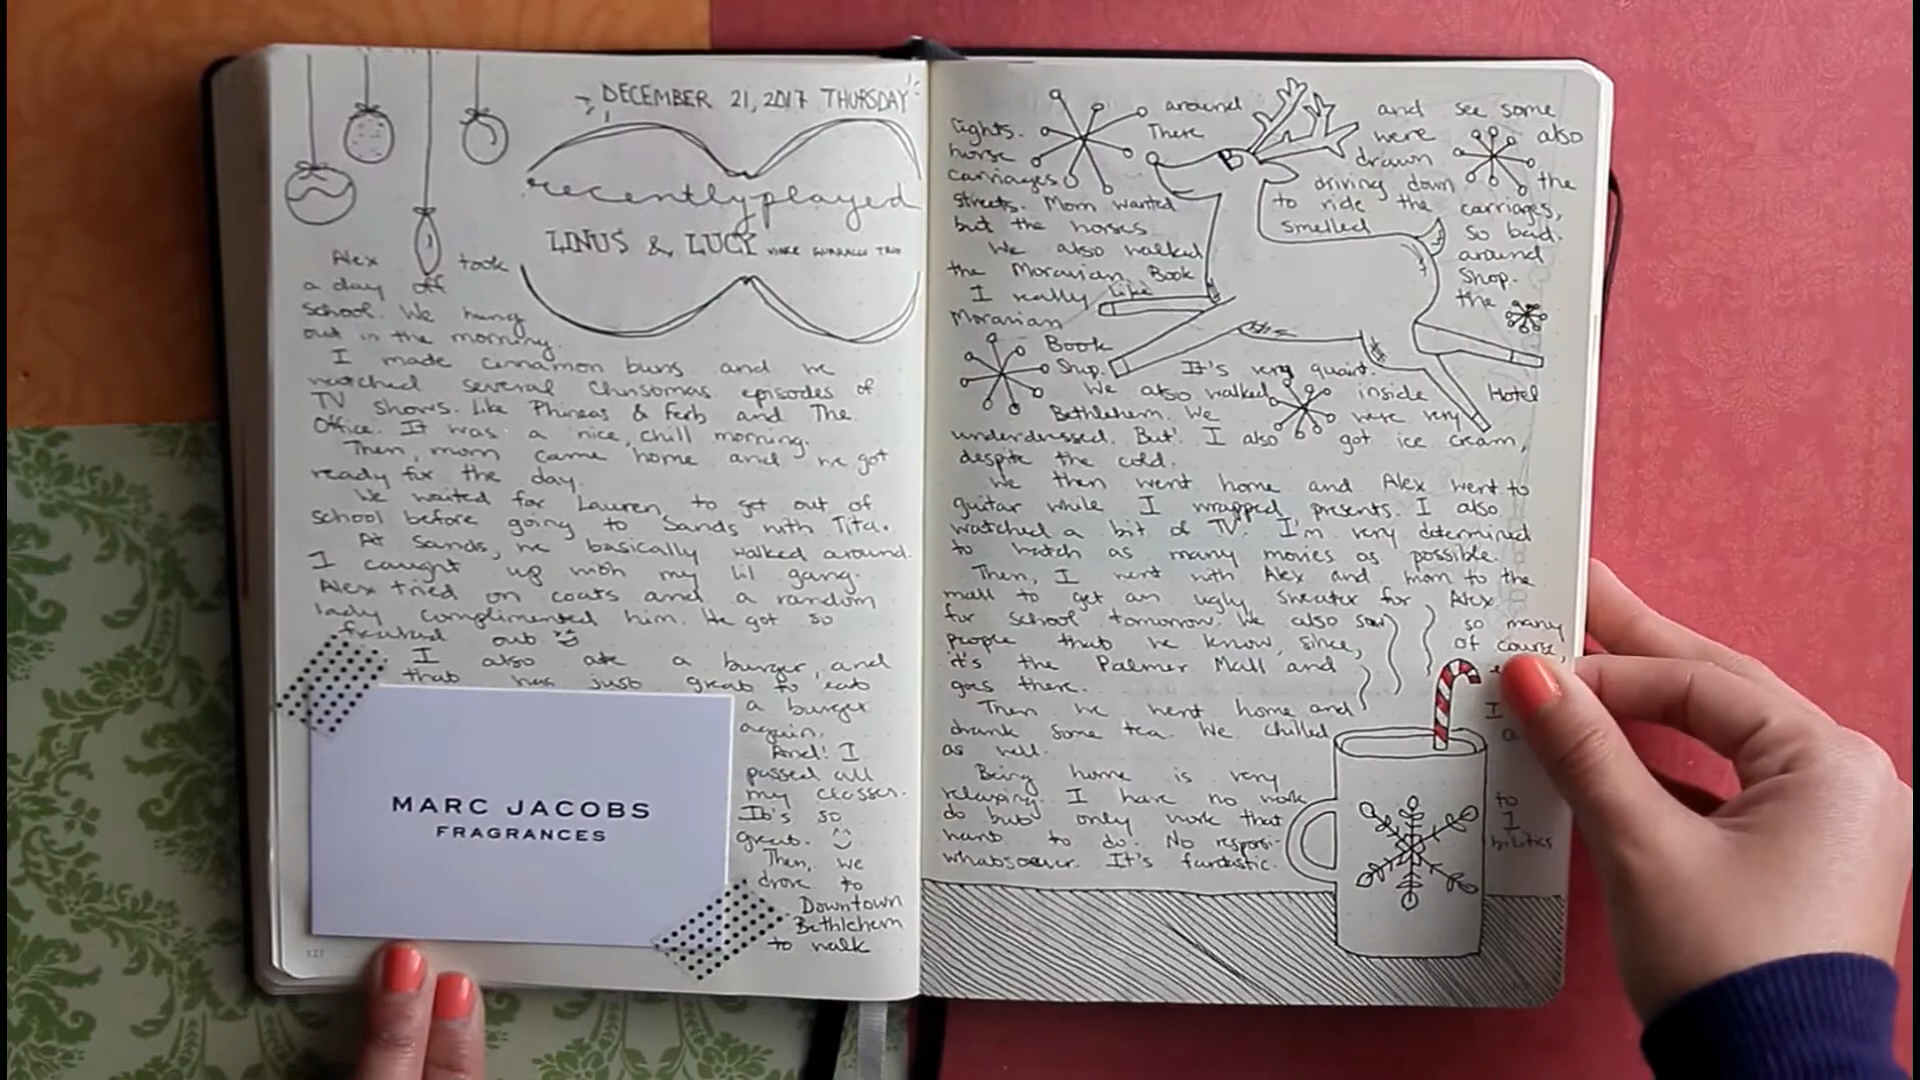 DECEMBER 21, 2017 THURSDAY
recently played
LINUS & LUCY VINCE GUARALDI TRIO
Alex took
a day off
school. We hung
out in the morning.
I made cinnamon buns and we
watched several Christmas episodes of
TV shows. Like Phineas & Ferb and The
Office. It was a nice, chill morning.
Then, mom came home and we got
ready for the day.
We waited for Lauren to get out of
school before going to Sands with Tita.
At Sands, we basically walked around.
I caught up with my lil gang.
Alex tried on coats and a random
lady complimented him. He got so
freaked out
I also ate a burger, and
that was just great to eat
a burger
again.
And! I
passed all
my classes.
It's so
great.
Then, we
drove to
Downtown
Bethlehem
to walk
MARC JACOBS
FRAGRANCES
121
around and see some
lights. There were also
horse drawn
carriages driving down the
streets. Mom wanted to ride the carriages,
but the horses smelled so bad.
We also walked around
the Moravian Book Shop.
I really like the
Moravian
Book
Shop. It's very quaint.
We also walked inside Hotel
Bethlehem. We were very
underdressed. But I also got ice cream,
despite the cold.
We then went home and Alex went to
guitar while I wrapped presents. I also
watched a bit of TV. I'm very determined
to watch as many movies as possible.
Then, I went with Alex and mom to the
mall to get an ugly sweater for Alex
for school tomorrow. We also saw so many
people that we know, since, of course,
it's the Palmer Mall and
goes there.
Then we went home and I
drank some tea. We chilled
as well.
Being home is very
relaxing. I have no work to
do but only work that I
want to do. No responsi- bilities
whatsoever. It's fantastic.